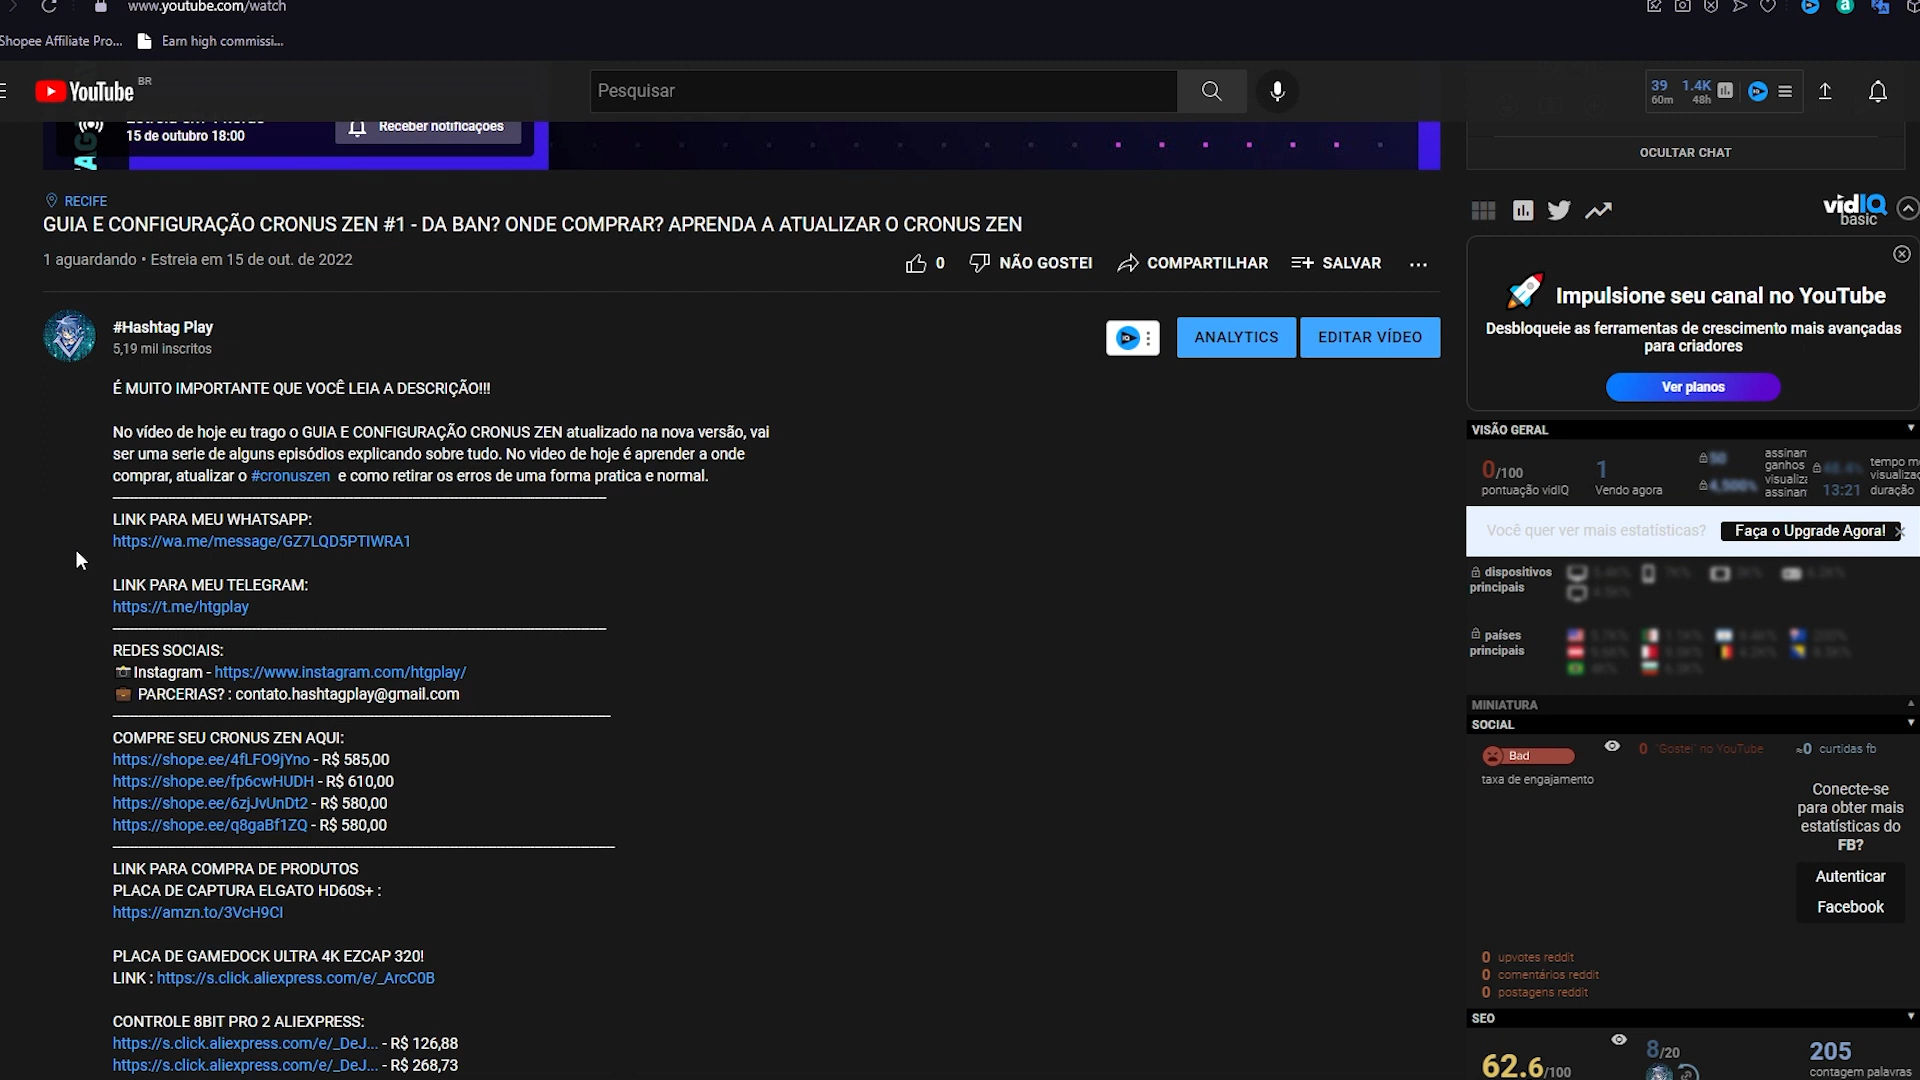 www.youtube.com/watch
Shopee Affiliate Pro...
Earn high commissi...
YouTube BR
Pesquisar
39 60m
1.4K 48h
15 de outubro 18:00
Receber notificações
OCULTAR CHAT
RECIFE
GUIA E CONFIGURAÇÃO CRONUS ZEN #1 - DA BAN? ONDE COMPRAR? APRENDA A ATUALIZAR O CRONUS ZEN
1 aguardando • Estreia em 15 de out. de 2022
0
NÃO GOSTEI
COMPARTILHAR
SALVAR
...
#Hashtag Play
5,19 mil inscritos
ANALYTICS
EDITAR VÍDEO
É MUITO IMPORTANTE QUE VOCÊ LEIA A DESCRIÇÃO!!!
No vídeo de hoje eu trago o GUIA E CONFIGURAÇÃO CRONUS ZEN atualizado na nova versão, vai
ser uma serie de alguns episódios explicando sobre tudo. No video de hoje é aprender a onde
comprar, atualizar o #cronuszen e como retirar os erros de uma forma pratica e normal.
LINK PARA MEU WHATSAPP:
https://wa.me/message/GZ7LQD5PTIWRA1
LINK PARA MEU TELEGRAM:
https://t.me/htgplay
REDES SOCIAIS:
Instagram - https://www.instagram.com/htgplay/
PARCERIAS? : contato.hashtagplay@gmail.com
COMPRE SEU CRONUS ZEN AQUI:
https://shope.ee/4fLFO9jYno - R$ 585,00
https://shope.ee/fp6cwHUDH - R$ 610,00
https://shope.ee/6zjJvUnDt2 - R$ 580,00
https://shope.ee/q8gaBf1ZQ - R$ 580,00
LINK PARA COMPRA DE PRODUTOS
PLACA DE CAPTURA ELGATO HD60S+ :
https://amzn.to/3VcH9CI
PLACA DE GAMEDOCK ULTRA 4K EZCAP 320!
LINK : https://s.click.aliexpress.com/e/_ArcC0B
CONTROLE 8BIT PRO 2 ALIEXPRESS:
https://s.click.aliexpress.com/e/_DeJ... - R$ 126,88
https://s.click.aliexpress.com/e/_DeJ... - R$ 268,73
vidIQ
basic
Impulsione seu canal no YouTube
Desbloqueie as ferramentas de crescimento mais avançadas
para criadores
Ver planos
VISÃO GERAL
0/100
pontuação vidIQ
1
Vendo agora
assinan
ganhos
visualiza
assinan
13:21
tempo m
visualizaç
duração
Você quer ver mais estatísticas?
Faça o Upgrade Agora!
dispositivos
principais
países
principais
MINIATURA
SOCIAL
Bad
taxa de engajamento
0 "Gostei" no YouTube
≈0 curtidas fb
Conecte-se
para obter mais
estatísticas do
FB?
Autenticar
Facebook
0 upvotes reddit
0 comentários reddit
0 postagens reddit
SEO
62.6/100
8/20
205
contagem palavras